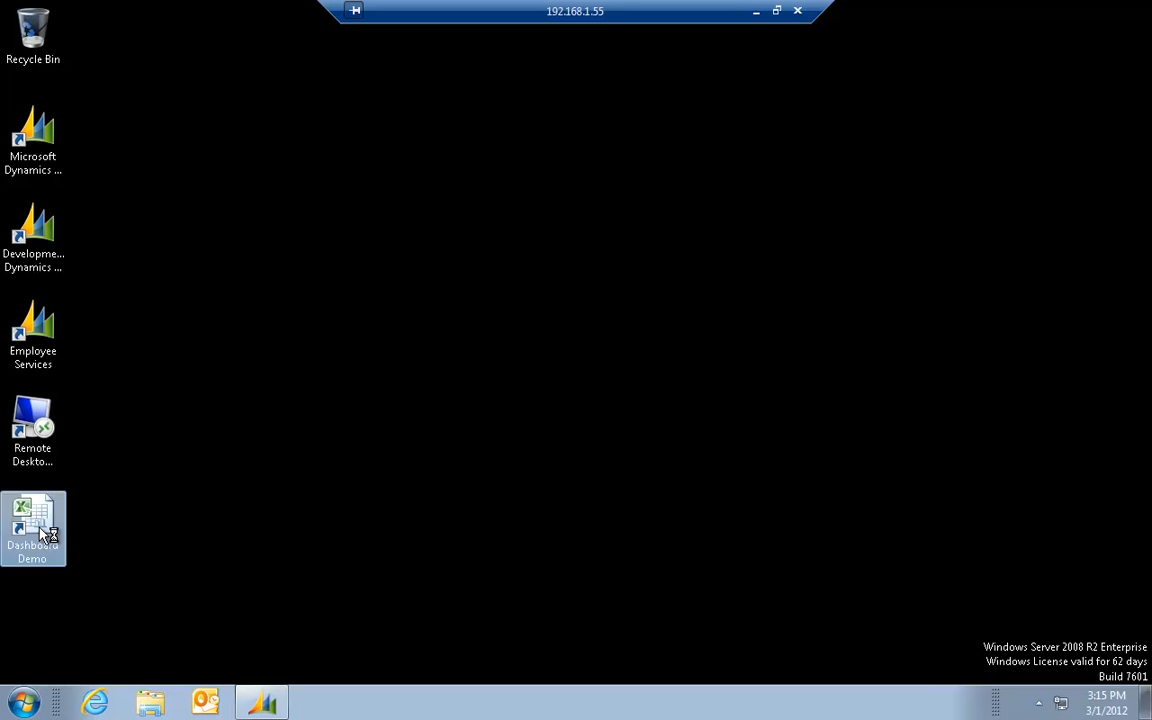 192.168.1.55
Recycle Bin
Microsoft
Dynamics ...
Developme...
Dynamics ...
Employee
Services
Remote
Deskto...
Dashboard
Demo
Windows Server 2008 R2 Enterprise
Windows License valid for 62 days
Build 7601
3:15 PM
3/1/2012